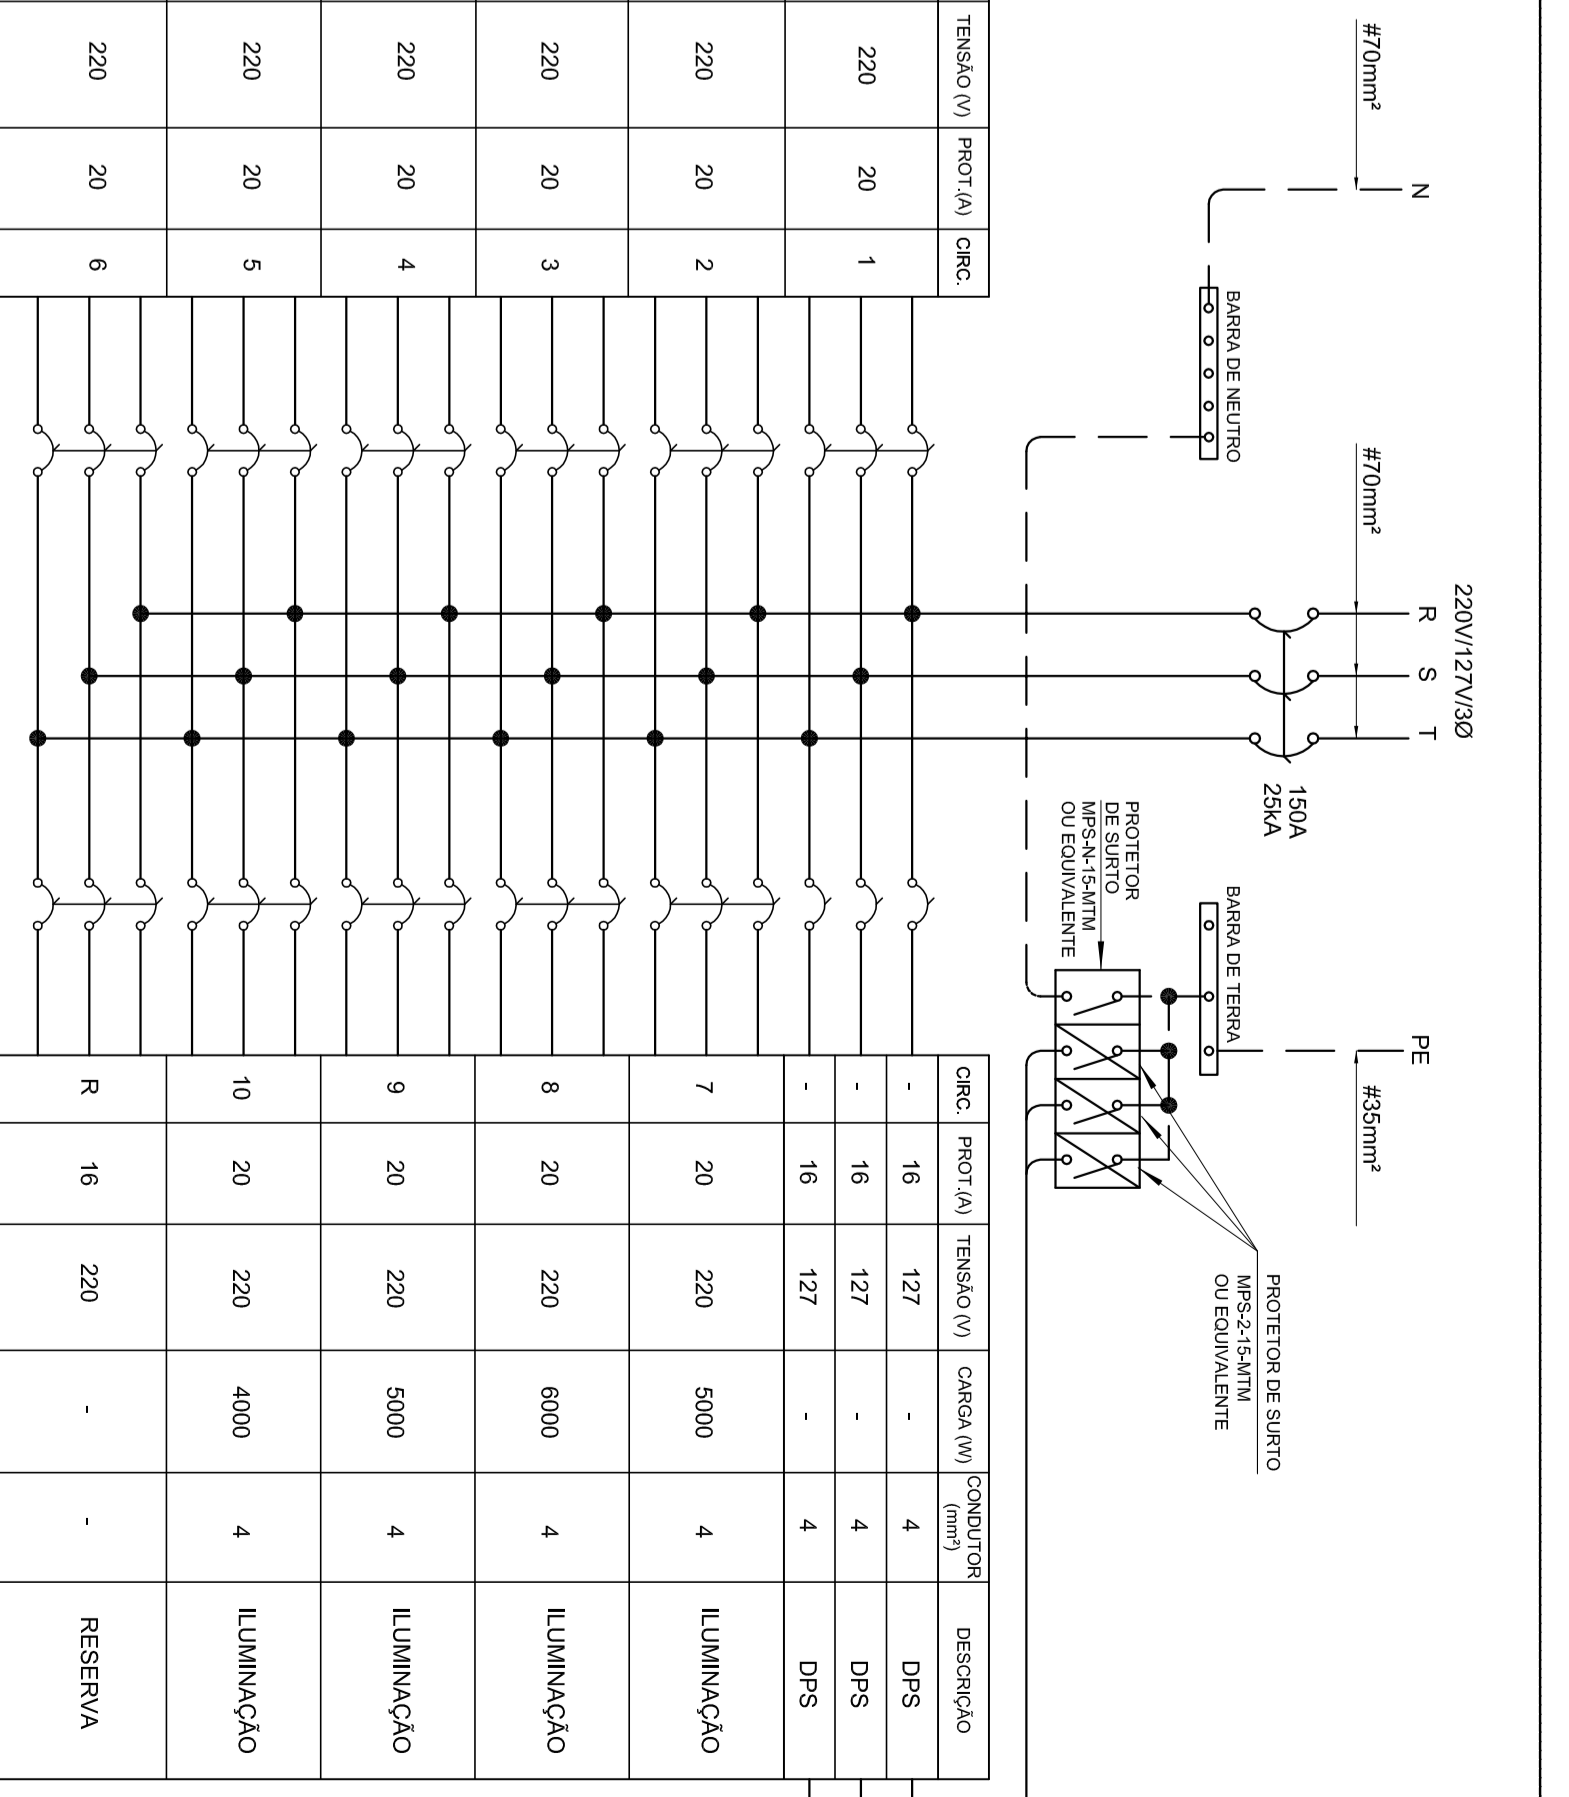 220V/127V/3Ø
N
R
S
T
PE
#70mm²
#70mm²
#35mm²
150A
25kA
BARRA DE NEUTRO
BARRA DE TERRA
PROTETOR DE SURTO
MPS-2-15-MTM
OU EQUIVALENTE
PROTETOR
DE SURTO
MPS-N-15-MTM
OU EQUIVALENTE
TENSÃO (V) PROT.(A) CIRC.
220 20 1
220 20 2
220 20 3
220 20 4
220 20 5
220 20 6
CIRC. PROT.(A) TENSÃO (V) CARGA (W) CONDUTOR
(mm²)
DESCRIÇÃO
- 16 127 - 4 DPS
- 16 127 - 4 DPS
- 16 127 - 4 DPS
7 20 220 5000 4 ILUMINAÇÃO
8 20 220 6000 4 ILUMINAÇÃO
9 20 220 5000 4 ILUMINAÇÃO
10 20 220 4000 4 ILUMINAÇÃO
R 16 220 - - RESERVA